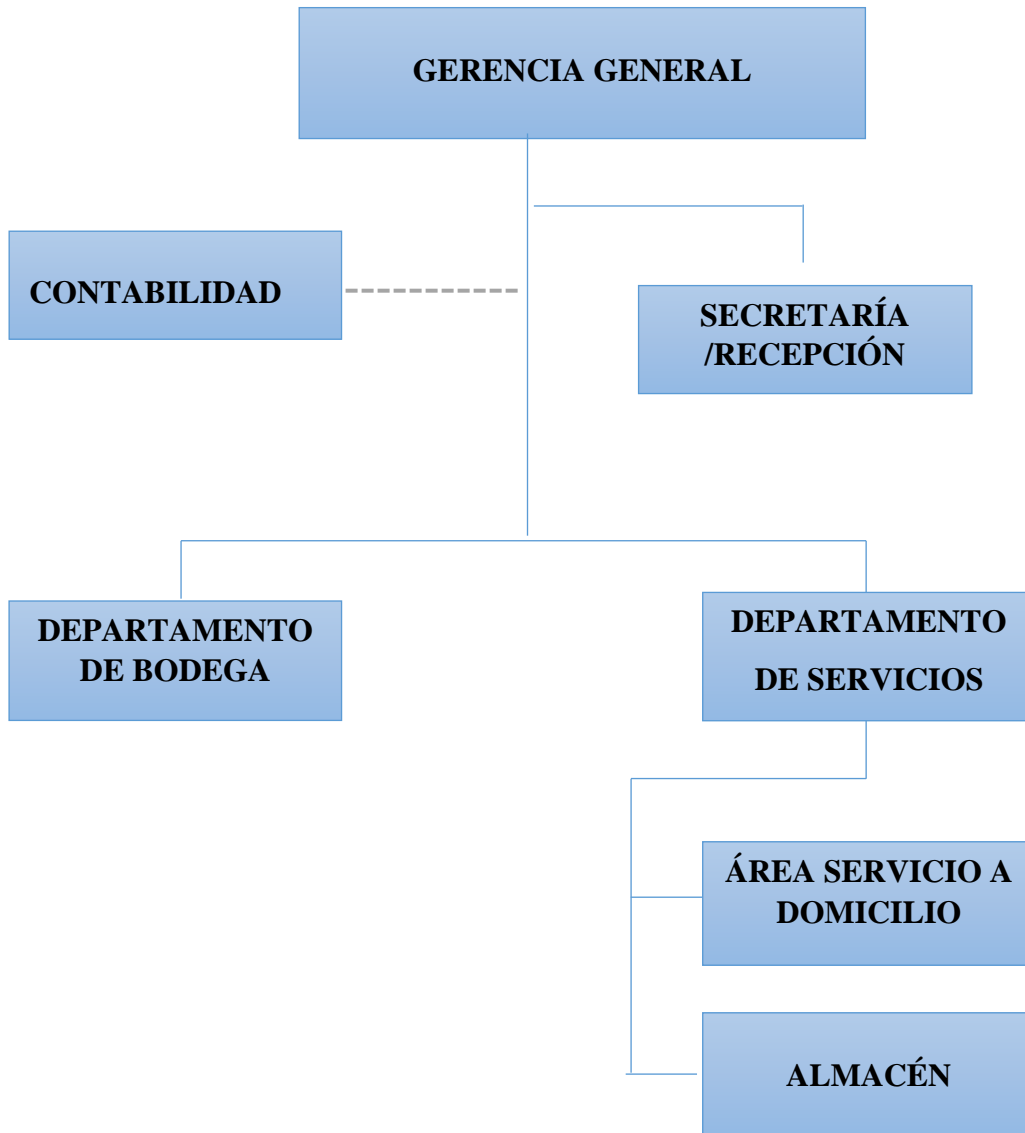 GERENCIA GENERAL
CONTABILIDAD
SECRETARÍA
/RECEPCIÓN
DEPARTAMENTO
DE BODEGA
DEPARTAMENTO
DE SERVICIOS
ÁREA SERVICIO A
DOMICILIO
ALMACÉN